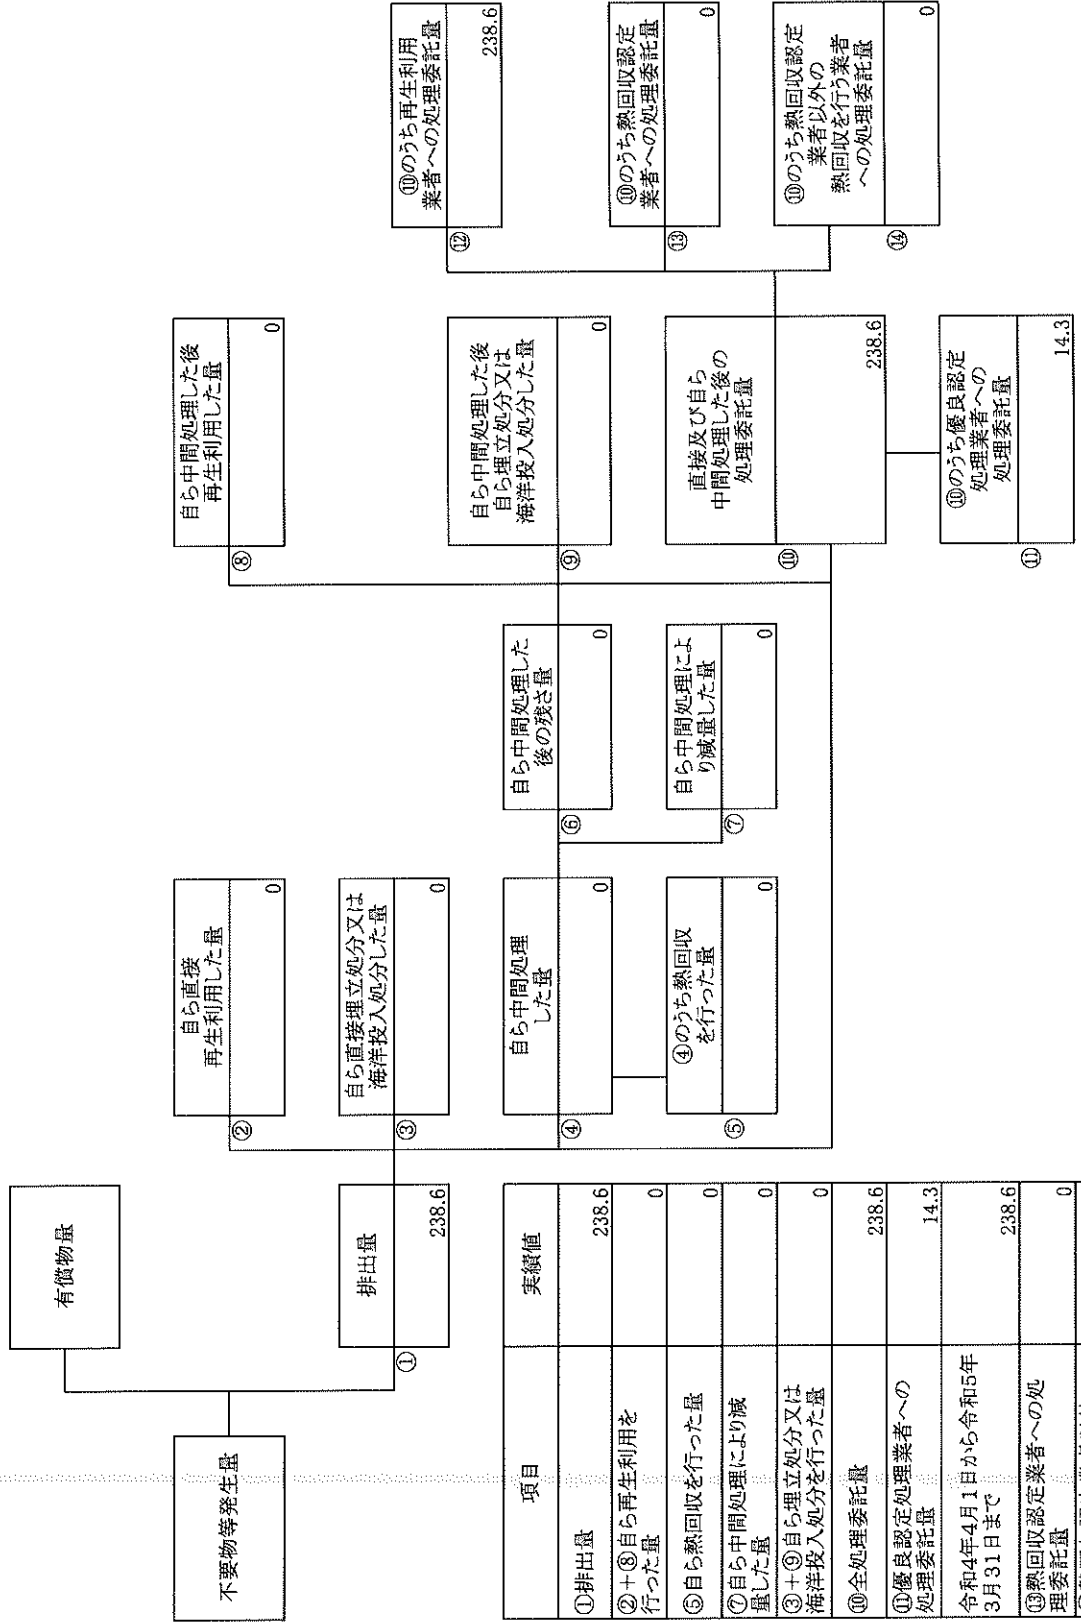 不要物等発生量
有償物量
①
排出量
238.6
②
自ら直接
再生利用した量
0
③
自ら直接埋立処分又は
海洋投入処分した量
0
④
自ら中間処理
した量
0
⑤
④のうち熱回収
を行った量
0
⑥
自ら中間処理した
後の残さ量
0
⑦
自ら中間処理によ
り減量した量
0
⑧
自ら中間処理した後
再生利用した量
0
⑨
自ら中間処理した後
自ら埋立処分又は
海洋投入処分した量
0
⑩
直接及び自ら
中間処理した後の
処理委託量
238.6
⑪
⑩のうち優良認定
処理業者への
処理委託量
14.3
⑫
⑩のうち再生利用
業者への処理委託量
238.6
⑬
⑩のうち熱回収認定
業者への処理委託量
0
⑭
⑩のうち熱回収認定
業者以外の
熱回収を行う業者
への処理委託量
0
項目 実績値
①排出量 238.6
②+⑧自ら再生利用を
行った量 0
⑤自ら熱回収を行った量 0
⑦自ら中間処理により減
量した量 0
③+⑨自ら埋立処分又は
海洋投入処分を行った量 0
⑩全処理委託量 238.6
⑪優良認定処理業者への
処理委託量 14.3
令和4年4月1日から令和5年
3月31日まで 238.6
⑬熱回収認定業者への処
理委託量 0